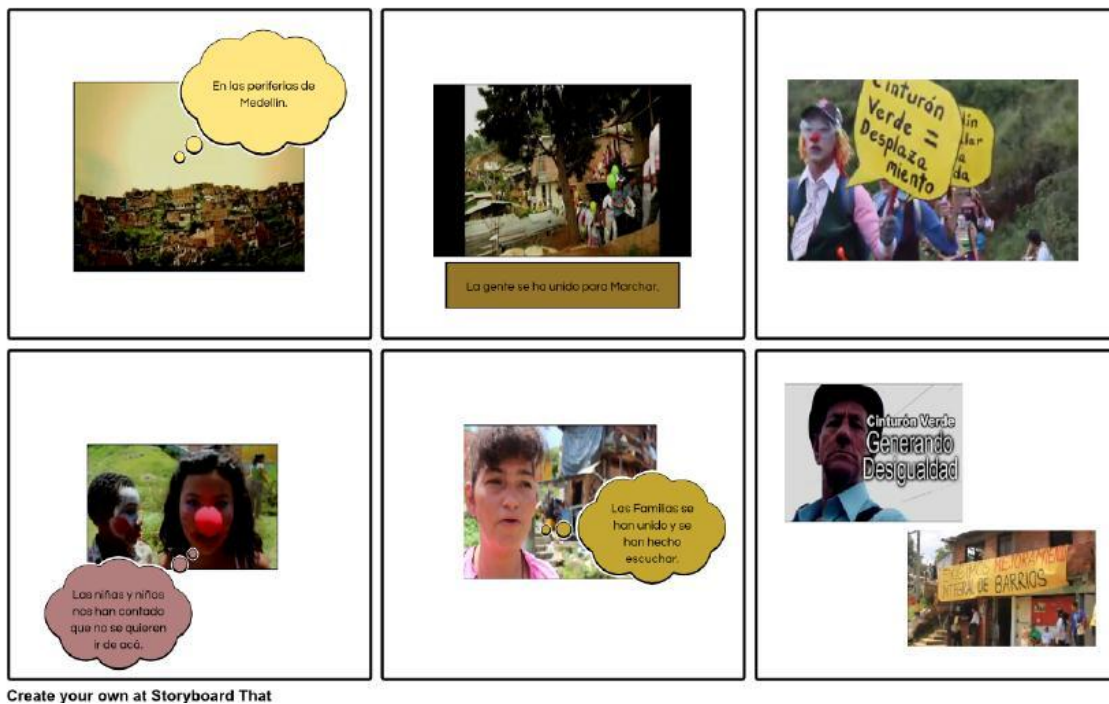 En las periferias de
Medellín.
La gente se ha unido para Marchar.
Cinturón
Verde =
Desplaza
miento
Las niñas y niños
nos han contado
que no se quieren
ir de acá.
Las Familias se
han unido y se
han hecho
escuchar.
Cinturón Verde
Generando
Desigualdad
INTEGRAL DE BARRIOS
Create your own at Storyboard That